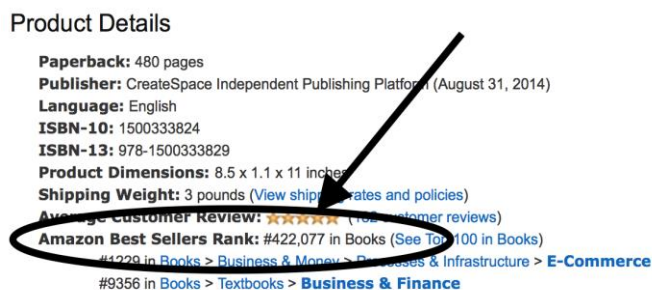 Product Details
Paperback: 480 pages
Publisher: CreateSpace Independent Publishing Platform (August 31, 2014)
Language: English
ISBN-10: 1500333824
ISBN-13: 978-1500333829
Product Dimensions: 8.5 x 1.1 x 11 inches
Shipping Weight: 3 pounds (View shipping rates and policies)
Average Customer Review: customer reviews)
Amazon Best Sellers Rank: #422,077 in Books (See Top 100 in Books)
#1229 in Books > Business & Money > Processes & Infrastructure > E-Commerce
#9356 in Books > Textbooks > Business & Finance